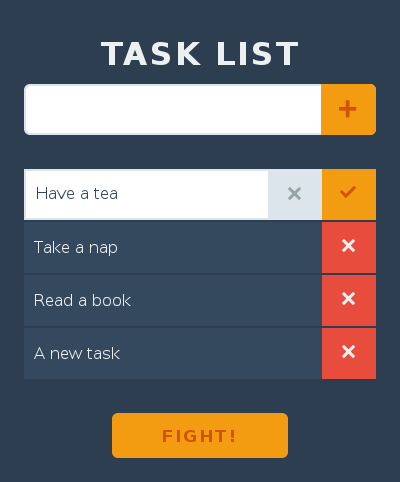 TASK LIST
Have a tea
Take a nap
Read a book
A new task
FIGHT!